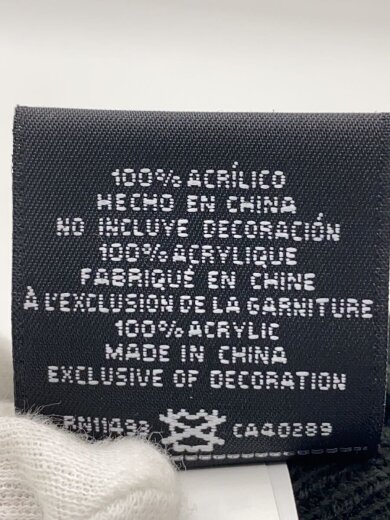 100% ACRÍLICO
HECHO EN CHINA
NO INCLUYE DECORACIÓN
100% ACRYLIQUE
FABRIQUÉ EN CHINE
À L'EXCLUSION DE LA GARNITURE
100% ACRYLIC
MADE IN CHINA
EXCLUSIVE OF DECORATION
RN11493 CA40289